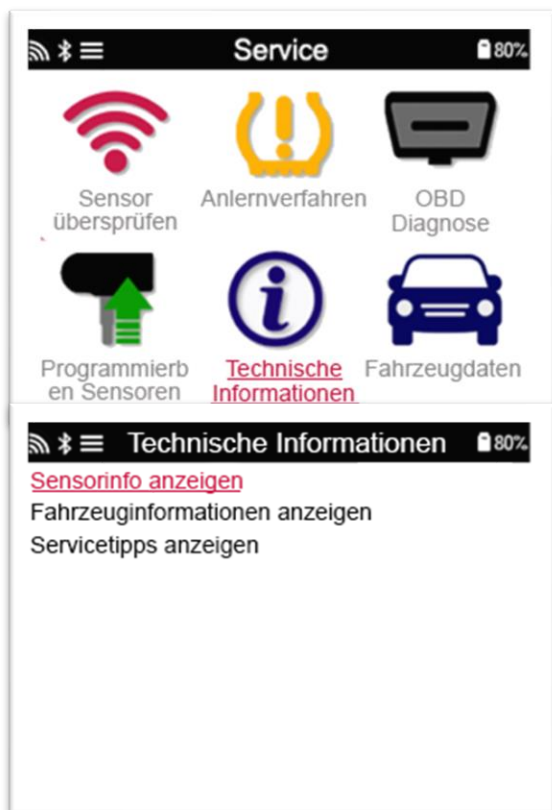 Service 80%
Sensor Anlernverfahren OBD
übersprüfen Diagnose
Programmierb Technische Fahrzeugdaten
en Sensoren Informationen
Technische Informationen 80%
Sensorinfo anzeigen
Fahrzeuginformationen anzeigen
Servicetipps anzeigen